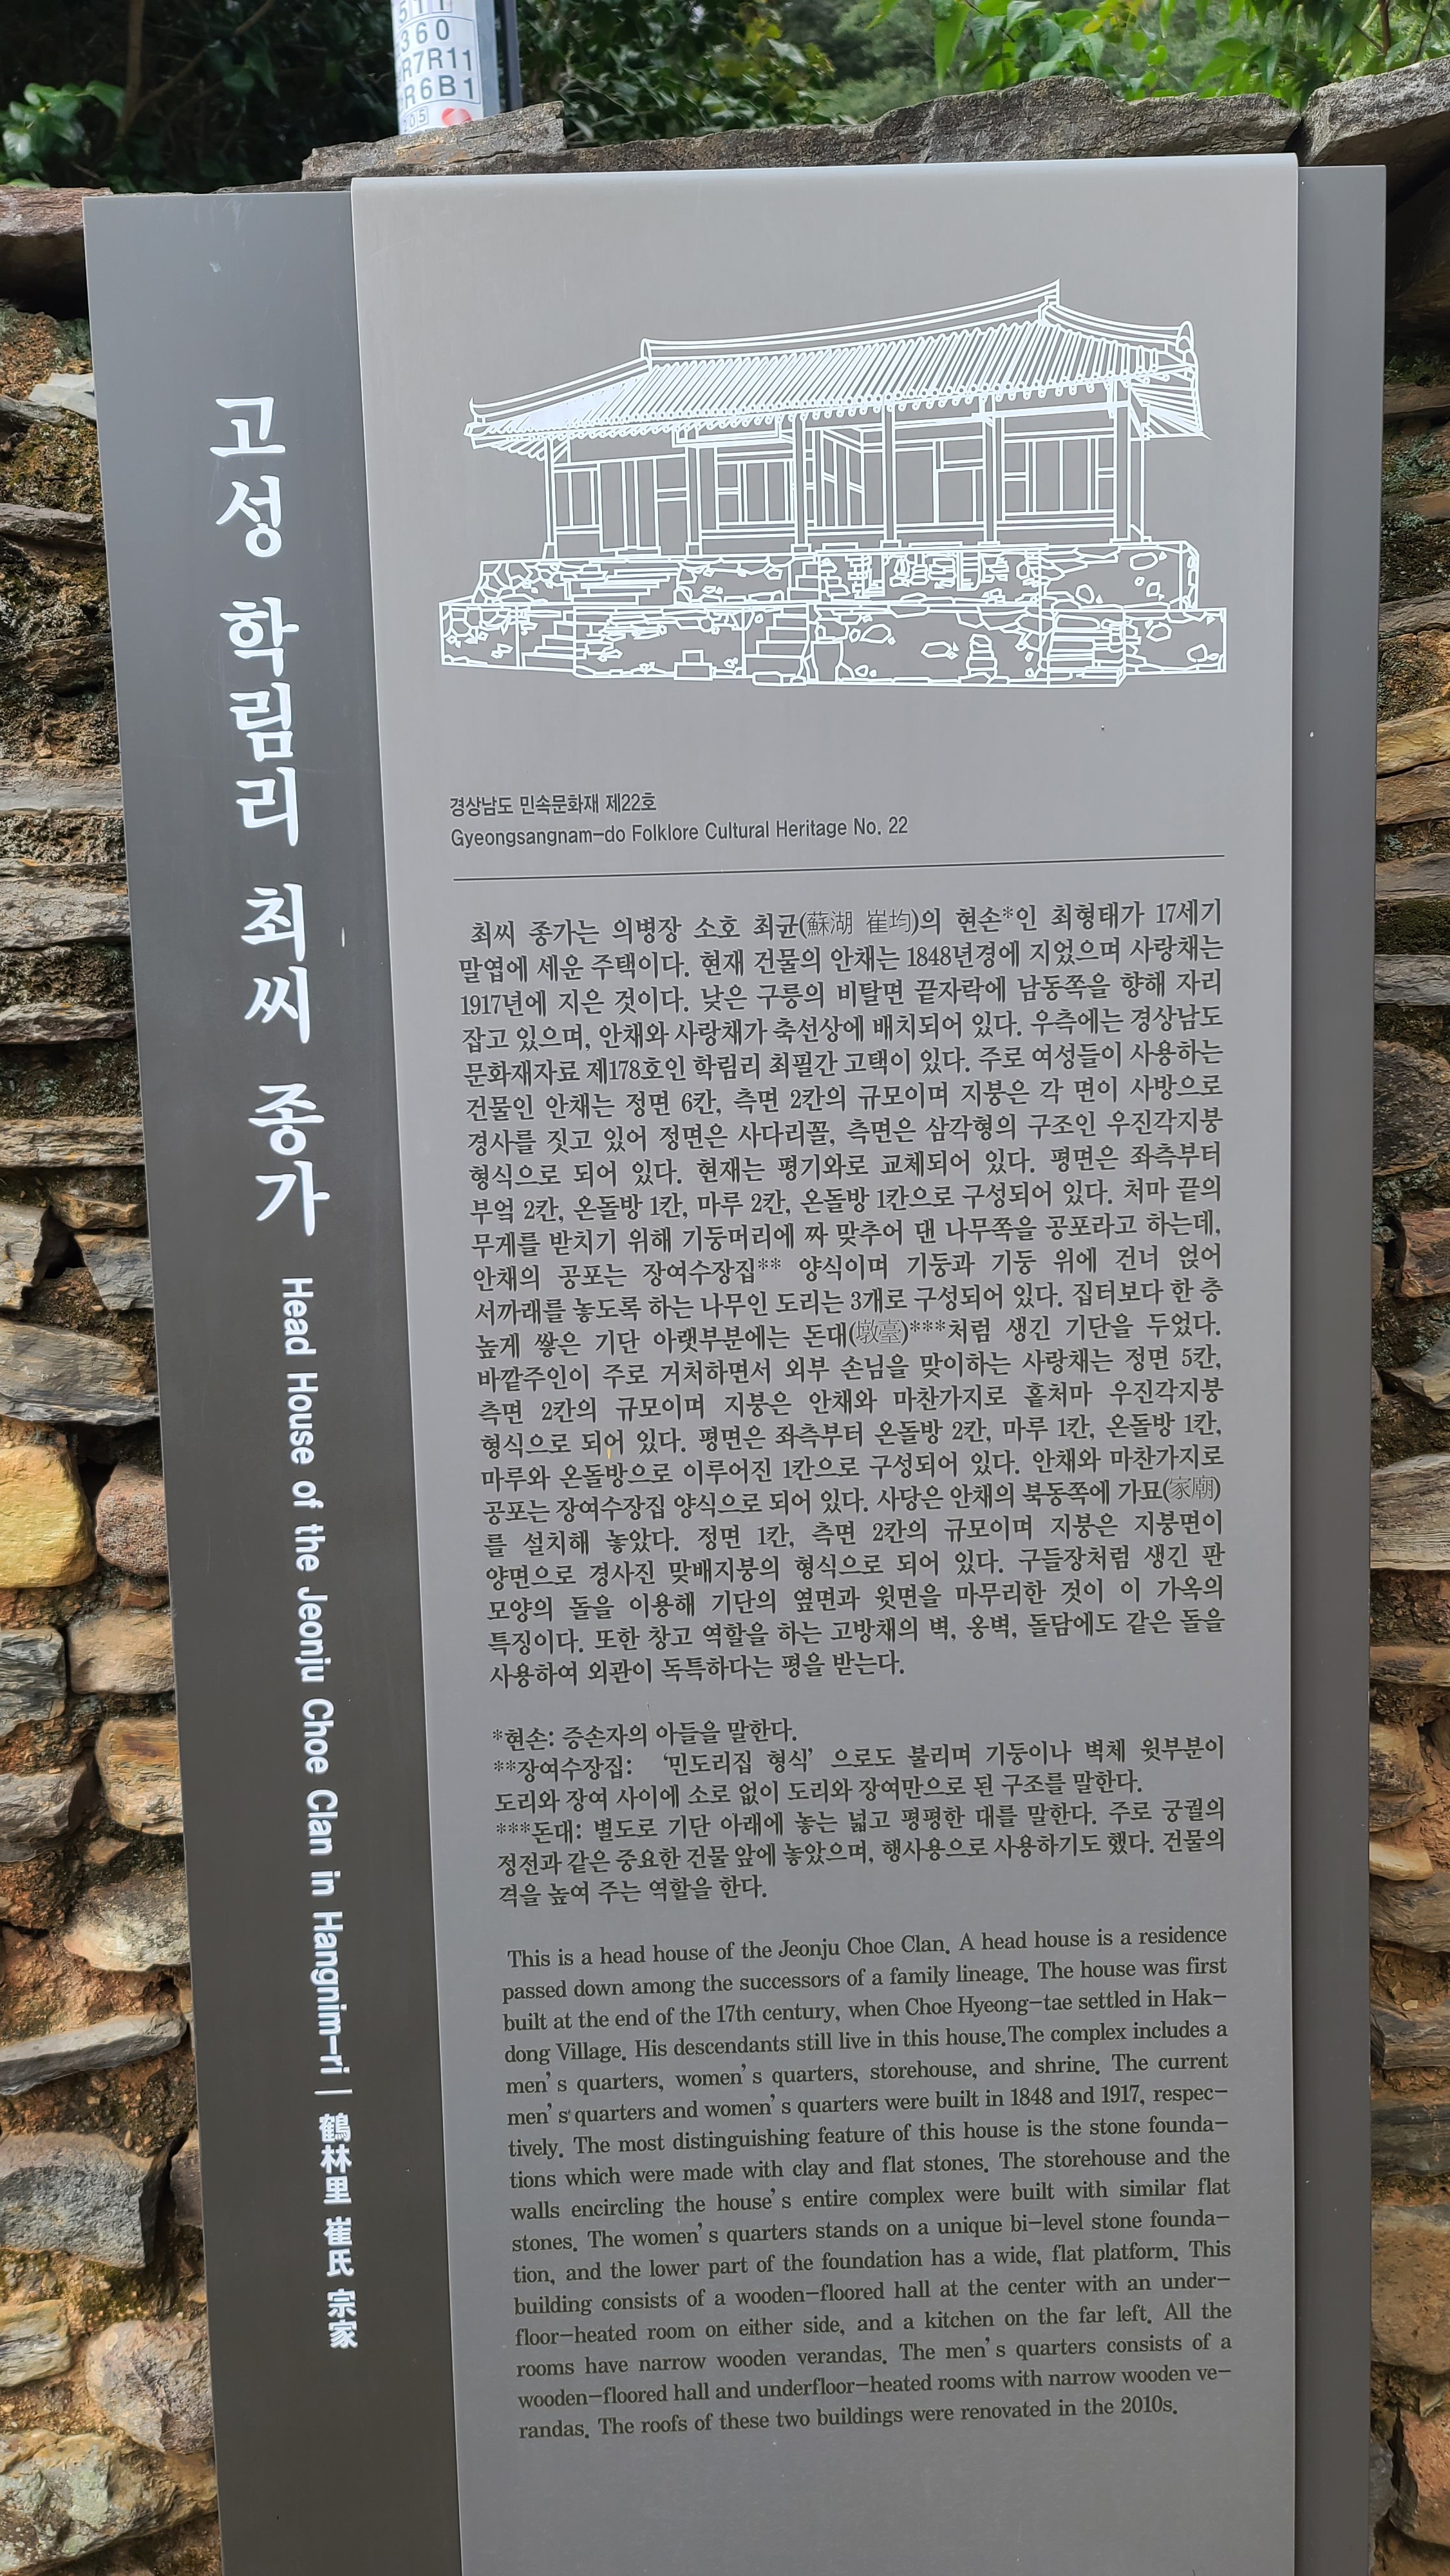 511
360
R7R11
R6B1
고성 학림리 최씨 종가
Head House of the Jeonju Choe Clan in Hangnim-ri | 鶴林里 崔氏 宗家
경상남도 민속문화재 제22호
Gyeongsangnam-do Folklore Cultural Heritage No. 22
최씨 종가는 의병장 소호 최균(蘇湖 崔均)의 현손*인 최형태가 17세기
말엽에 세운 주택이다. 현재 건물의 안채는 1848년경에 지었으며 사랑채는
1917년에 지은 것이다. 낮은 구릉의 비탈면 끝자락에 남동쪽을 향해 자리
잡고 있으며, 안채와 사랑채가 축선상에 배치되어 있다. 우측에는 경상남도
문화재자료 제178호인 학림리 최필간 고택이 있다. 주로 여성들이 사용하는
건물인 안채는 정면 6칸, 측면 2칸의 규모이며 지붕은 각 면이 사방으로
경사를 짓고 있어 정면은 사다리꼴, 측면은 삼각형의 구조인 우진각지붕
형식으로 되어 있다. 현재는 평기와로 교체되어 있다. 평면은 좌측부터
부엌 2칸, 온돌방 1칸, 마루 2칸, 온돌방 1칸으로 구성되어 있다. 처마 끝의
무게를 받치기 위해 기둥머리에 짜 맞추어 댄 나무쪽을 공포라고 하는데,
안채의 공포는 장여수장집** 양식이며 기둥과 기둥 위에 건너 얹어
서까래를 놓도록 하는 나무인 도리는 3개로 구성되어 있다. 집터보다 한 층
높게 쌓은 기단 아랫부분에는 돈대(墩臺)***처럼 생긴 기단을 두었다.
바깥주인이 주로 거처하면서 외부 손님을 맞이하는 사랑채는 정면 5칸,
측면 2칸의 규모이며 지붕은 안채와 마찬가지로 홑처마 우진각지붕
형식으로 되어 있다. 평면은 좌측부터 온돌방 2칸, 마루 1칸, 온돌방 1칸,
마루와 온돌방으로 이루어진 1칸으로 구성되어 있다. 안채와 마찬가지로
공포는 장여수장집 양식으로 되어 있다. 사당은 안채의 북동쪽에 가묘(家廟)
를 설치해 놓았다. 정면 1칸, 측면 2칸의 규모이며 지붕은 지붕면이
양면으로 경사진 맞배지붕의 형식으로 되어 있다. 구들장처럼 생긴 판
모양의 돌을 이용해 기단의 옆면과 윗면을 마무리한 것이 이 가옥의
특징이다. 또한 창고 역할을 하는 고방채의 벽, 옹벽, 돌담에도 같은 돌을
사용하여 외관이 독특하다는 평을 받는다.
*현손: 증손자의 아들을 말한다.
**장여수장집: ‘민도리집 형식’ 으로도 불리며 기둥이나 벽체 윗부분이
도리와 장여 사이에 소로 없이 도리와 장여만으로 된 구조를 말한다.
***돈대: 별도로 기단 아래에 놓는 넓고 평평한 대를 말한다. 주로 궁궐의
정전과 같은 중요한 건물 앞에 놓았으며, 행사용으로 사용하기도 했다. 건물의
격을 높여 주는 역할을 한다.
This is a head house of the Jeonju Choe Clan. A head house is a residence
passed down among the successors of a family lineage. The house was first
built at the end of the 17th century, when Choe Hyeong-tae settled in Hak-
dong Village. His descendants still live in this house.The complex includes a
men’s quarters, women’s quarters, storehouse, and shrine. The current
men’s quarters and women’s quarters were built in 1848 and 1917, respec-
tively. The most distinguishing feature of this house is the stone founda-
tions which were made with clay and flat stones. The storehouse and the
walls encircling the house’s entire complex were built with similar flat
stones. The women’s quarters stands on a unique bi-level stone founda-
tion, and the lower part of the foundation has a wide, flat platform. This
building consists of a wooden-floored hall at the center with an under-
floor-heated room on either side, and a kitchen on the far left. All the
rooms have narrow wooden verandas. The men’s quarters consists of a
wooden-floored hall and underfloor-heated rooms with narrow wooden ve-
randas. The roofs of these two buildings were renovated in the 2010s.